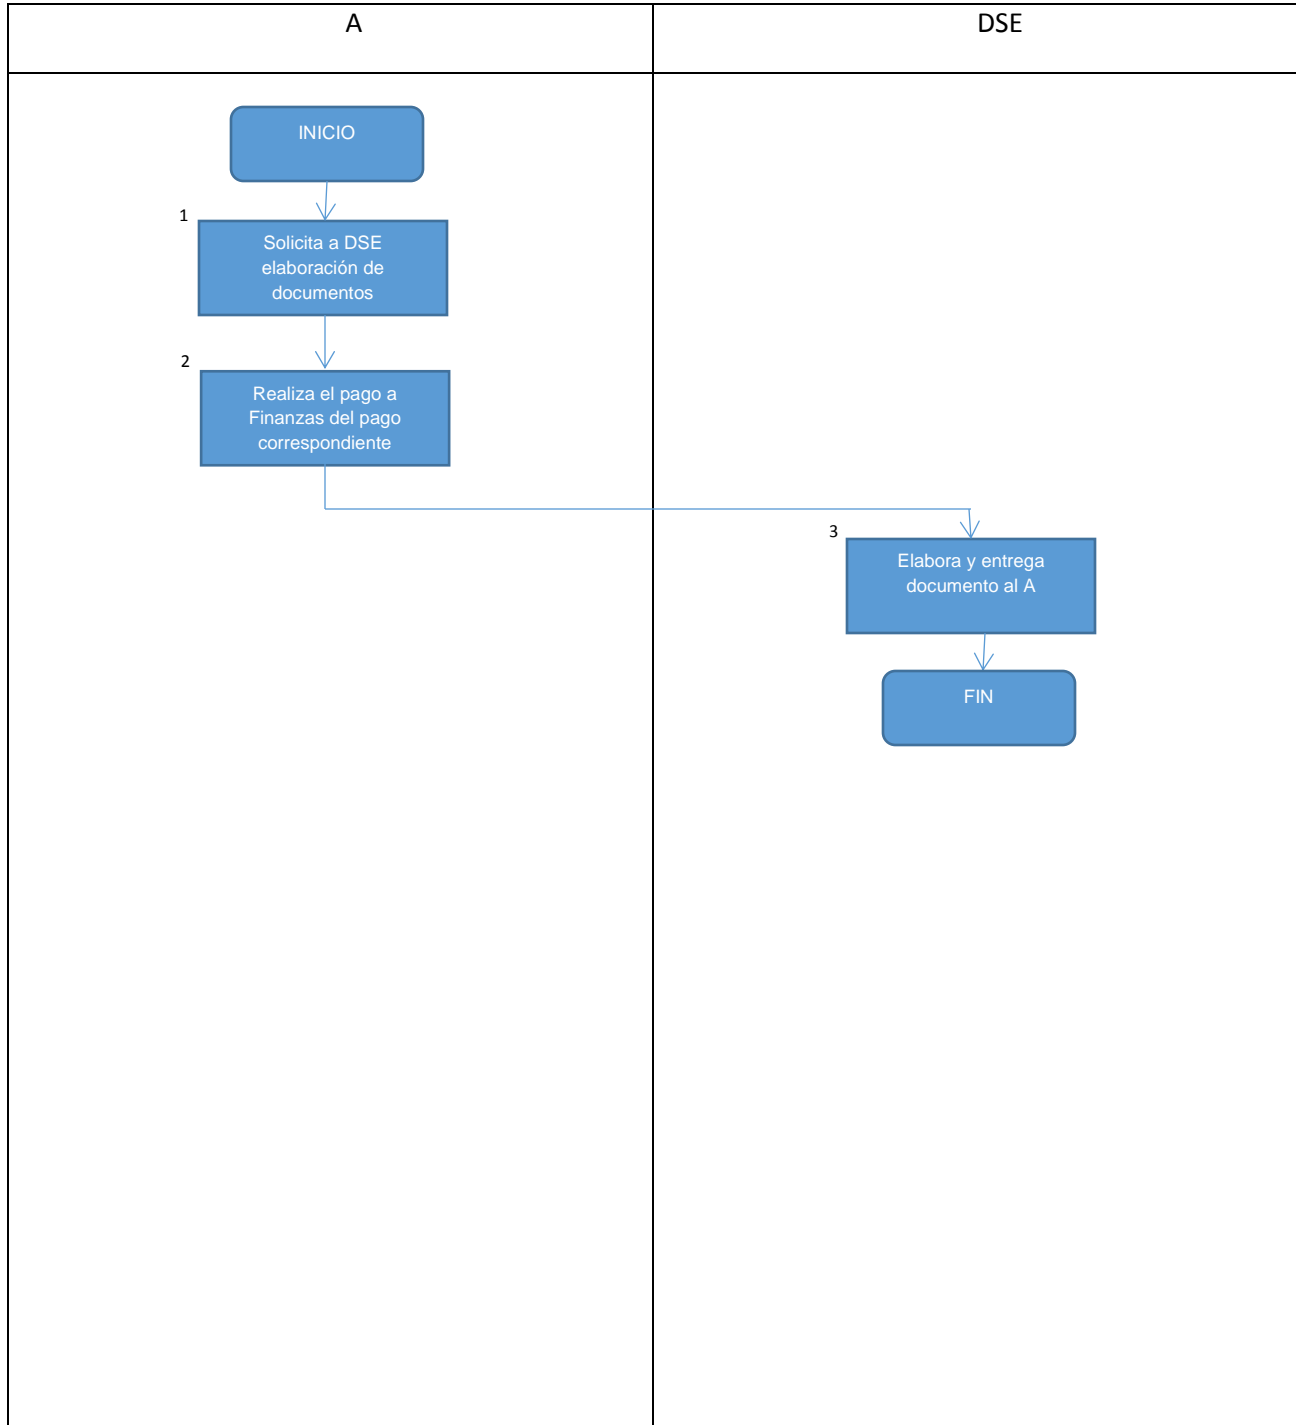 A
DSE
INICIO
1
Solicita a DSE
elaboración de
documentos
2
Realiza el pago a
Finanzas del pago
correspondiente
3
Elabora y entrega
documento al A
FIN